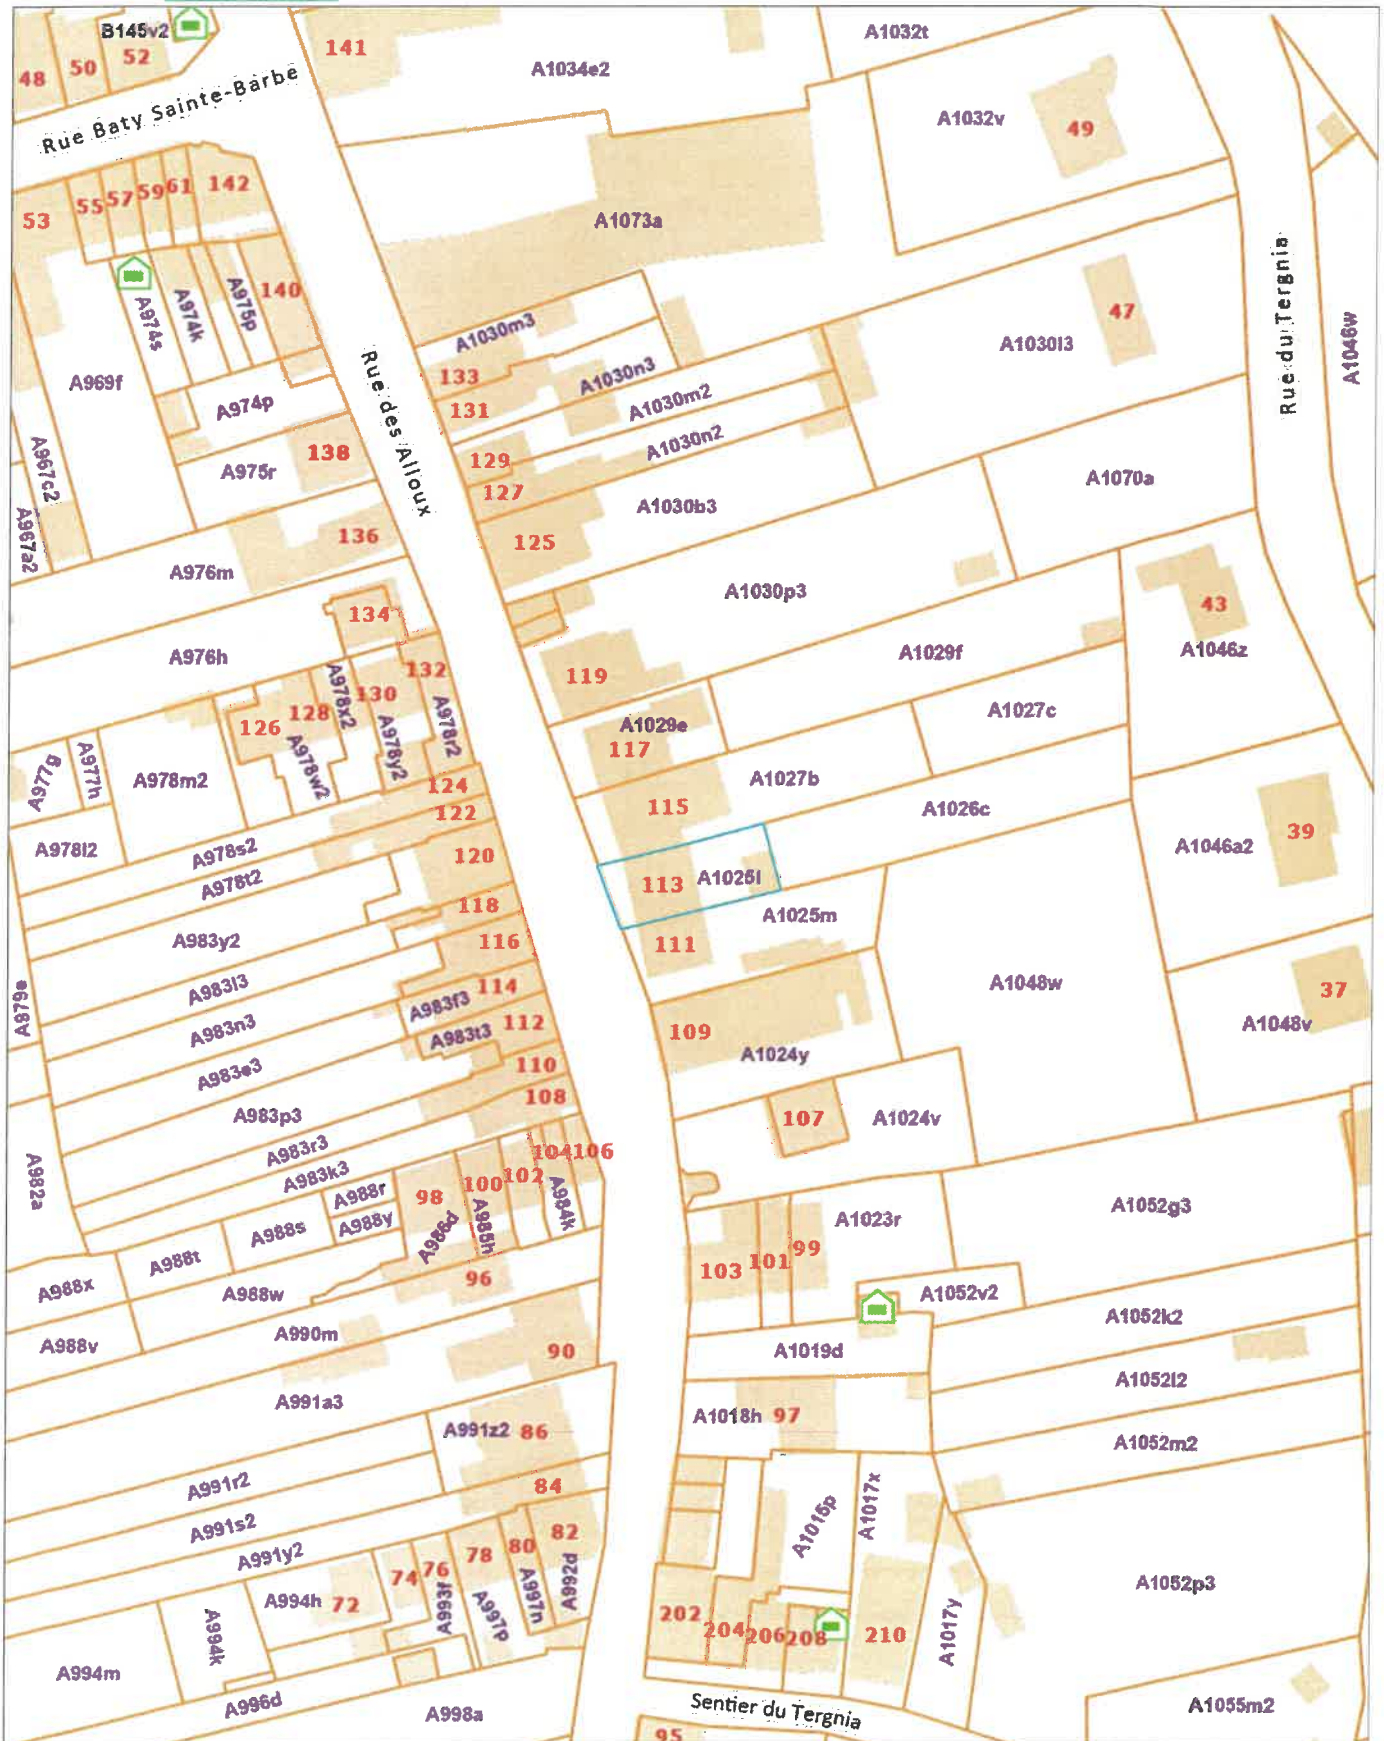 B145v2
52
50
48
141
A1034e2
A1032t
Rue Baty Sainte-Barbe
A1032v
49
53
55
57
59
61
142
A1073a
A974s
A974k
A975p
140
A1030m3
A1030l3
47
Rue du Tergnia
A1046w
A969f
133
A1030n3
131
A1030m2
A974p
Rue des Alloux
A967c2
A975r
138
129
A1030n2
127
A1030b3
A1070a
A967a2
136
125
A976m
A1030p3
134
43
A976h
A1029f
A1046z
132
119
A978x2
130
126
128
A978r2
A1029e
A1027c
117
A977g
A977h
A978m2
A978w2
A978y2
A1027b
124
115
122
A1026c
A978l2
A978s2
A1046a2
39
120
A978t2
113
A1025l
118
A1025m
A983y2
116
111
A983l3
114
A1048w
37
A979e
A983f3
A983n3
112
A1048v
A983t3
109
A1024y
A983e3
110
108
A983p3
107
A1024v
A983r3
104
106
A982a
A983k3
102
100
98
A988r
A984k
A1052g3
A988y
A988s
A986d
A985h
A1023r
A988t
99
101
103
96
A988x
A988w
A1052v2
A1052k2
A990m
A988v
90
A1019d
A1052l2
A991a3
A1018h
97
A991z2
86
A1052m2
A991r2
84
A1017x
A1015p
A991s2
82
80
78
A991y2
76
74
A1052p3
A992d
A997n
A993f
A994h
72
A997p
202
204
206
208
210
A1017y
A994k
A994m
Sentier du Tergnia
A996d
A998a
A1055m2
95